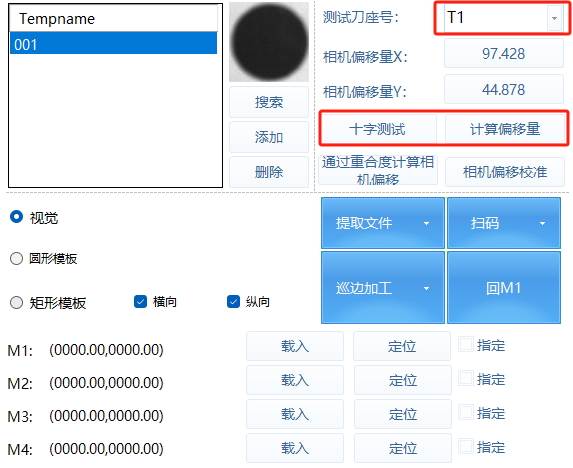 Tempname
001
搜索
添加
删除
测试刀座号： T1
相机偏移量X： 97.428
相机偏移量Y： 44.878
十字测试 计算偏移量
通过重合度计算相
机偏移
相机偏移校准
视觉
圆形模板
矩形模板 横向 纵向
提取文件 扫码
巡边加工 回M1
M1: (0000.00,0000.00) 载入 定位 指定
M2: (0000.00,0000.00) 载入 定位 指定
M3: (0000.00,0000.00) 载入 定位 指定
M4: (0000.00,0000.00) 载入 定位 指定